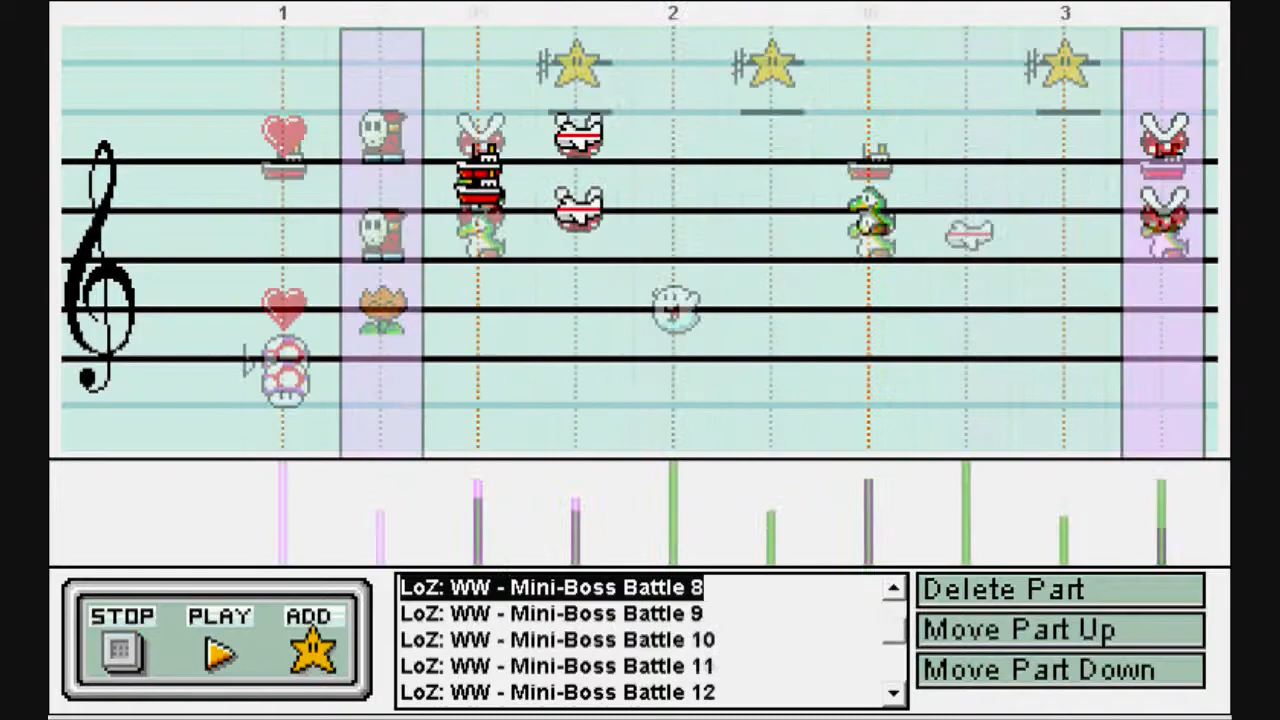 1 2 3
STOP PLAY ADD
LoZ: WW - Mini-Boss Battle 8
LoZ: WW - Mini-Boss Battle 9
LoZ: WW - Mini-Boss Battle 10
LoZ: WW - Mini-Boss Battle 11
LoZ: WW - Mini-Boss Battle 12
Delete Part
Move Part Up
Move Part Down